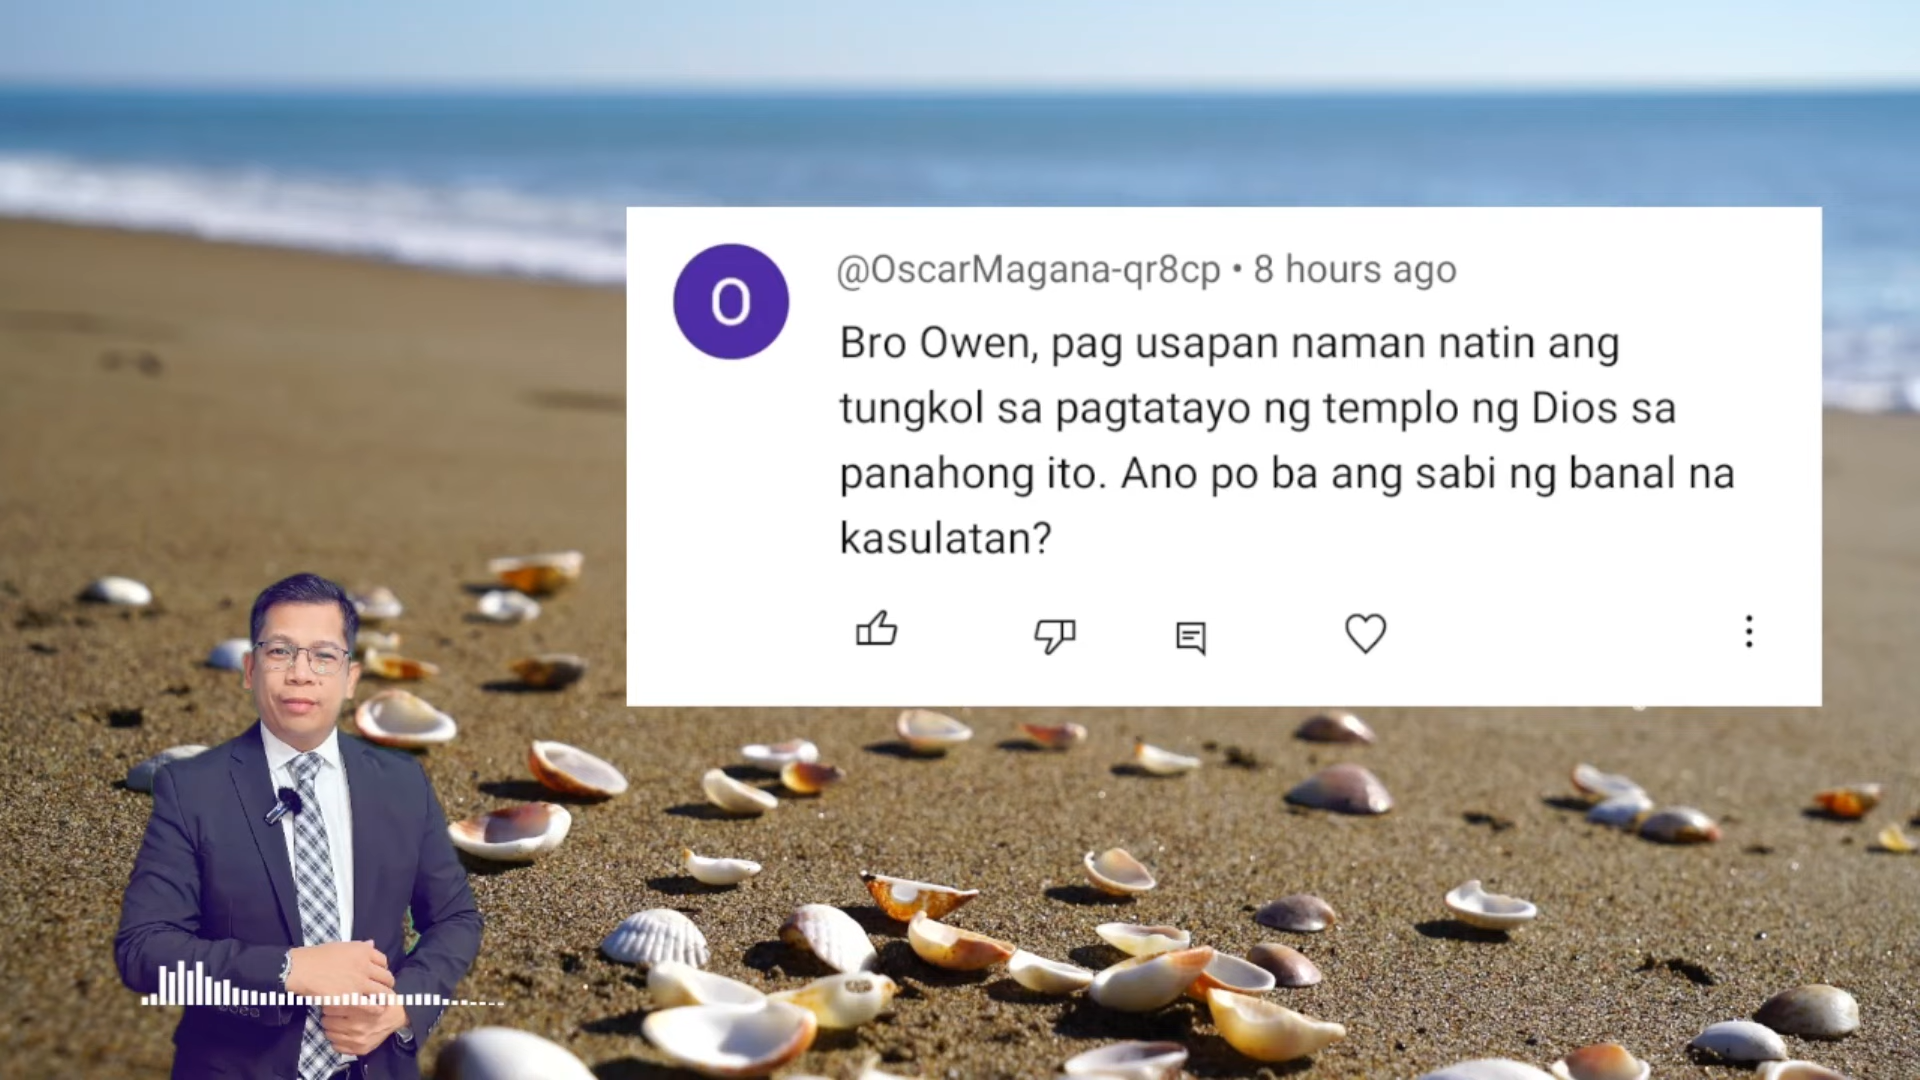 O
@OscarMagana-qr8cp • 8 hours ago
Bro Owen, pag usapan naman natin ang
tungkol sa pagtatayo ng templo ng Dios sa
panahong ito. Ano po ba ang sabi ng banal na
kasulatan?